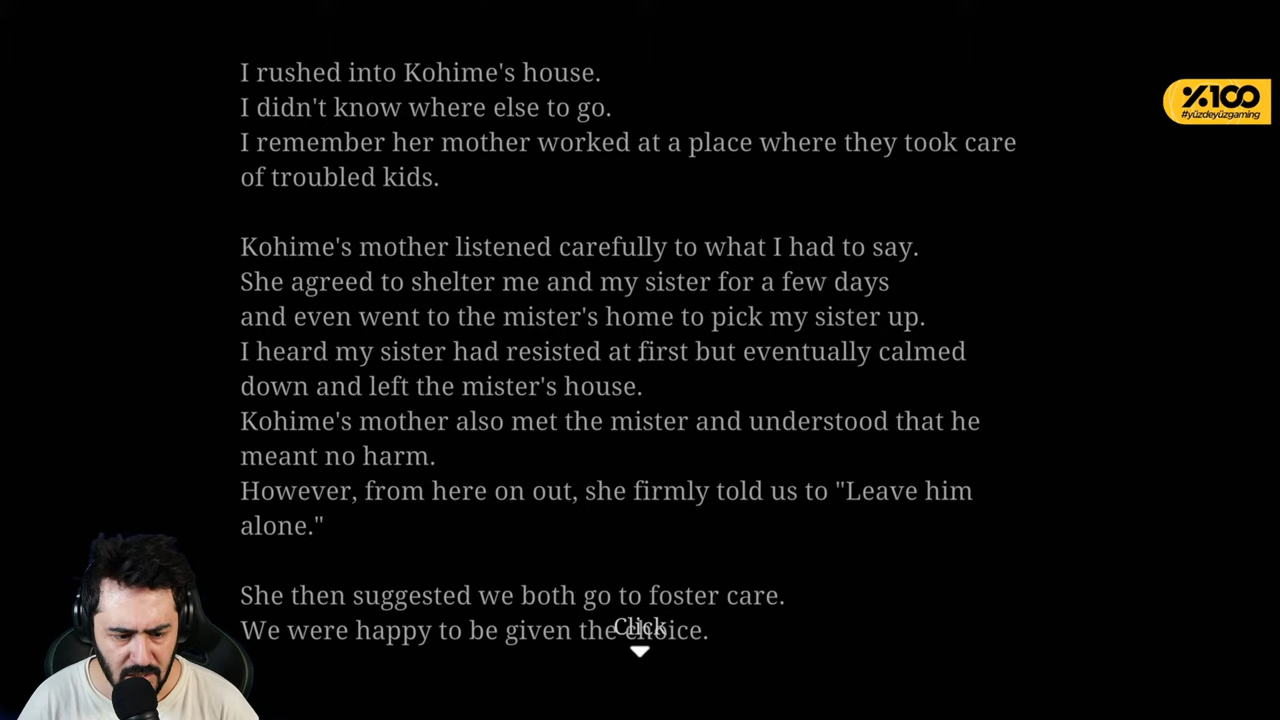 I rushed into Kohime's house.
I didn't know where else to go.
I remember her mother worked at a place where they took care
of troubled kids.
Kohime's mother listened carefully to what I had to say.
She agreed to shelter me and my sister for a few days
and even went to the mister's home to pick my sister up.
I heard my sister had resisted at first but eventually calmed
down and left the mister's house.
Kohime's mother also met the mister and understood that he
meant no harm.
However, from here on out, she firmly told us to "Leave him
alone."
She then suggested we both go to foster care.
We were happy to be given the choice.
Click
%100
#yüzdeyüzgaming